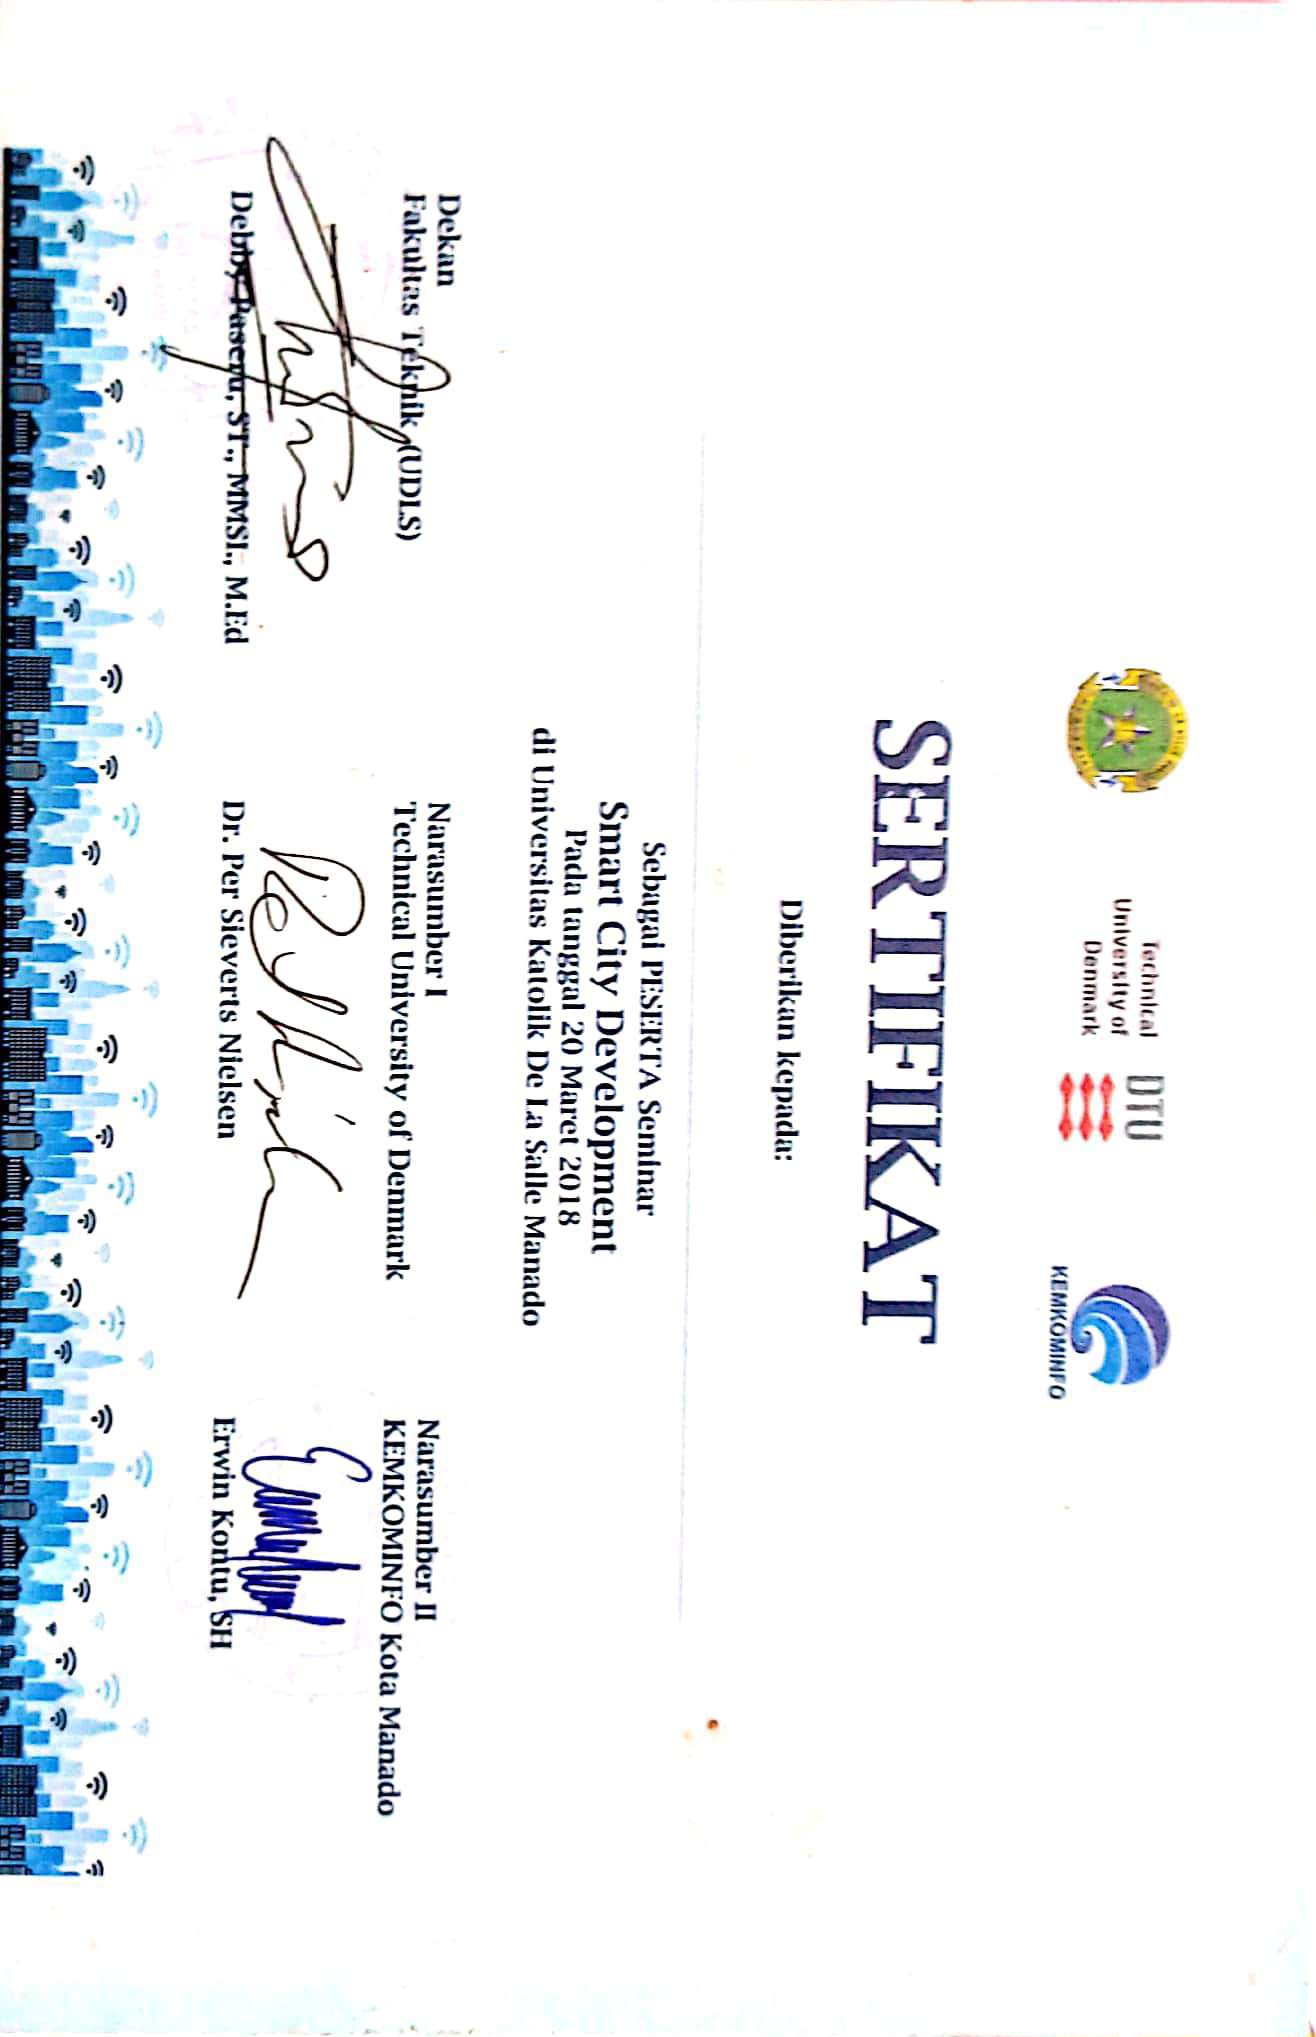 Technical
University of
Denmark
DTU
KEMKOMINFO
SERTIFIKAT
Diberikan kepada:
Sebagai PESERTA Seminar
Smart City Development
Pada tanggal 20 Maret 2018
di Universitas Katolik De La Salle Manado
Dekan
Fakultas Teknik (UDLS)
Debby Paseru, ST., MMSI., M.Ed
Narasumber I
Technical University of Denmark
Dr. Per Sieverts Nielsen
Narasumber II
KEMKOMINFO Kota Manado
Erwin Kontu, SH